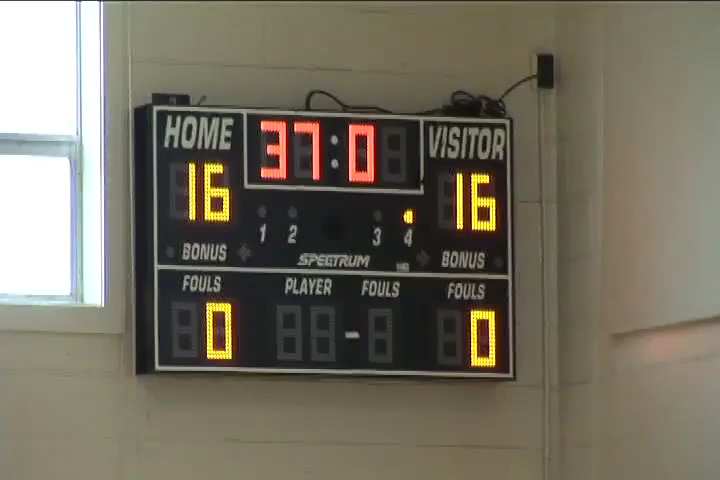 HOME 37:0 VISITOR
16 16
1 2 3 4
BONUS SPECTRUM BONUS
FOULS PLAYER FOULS FOULS
0 - 0